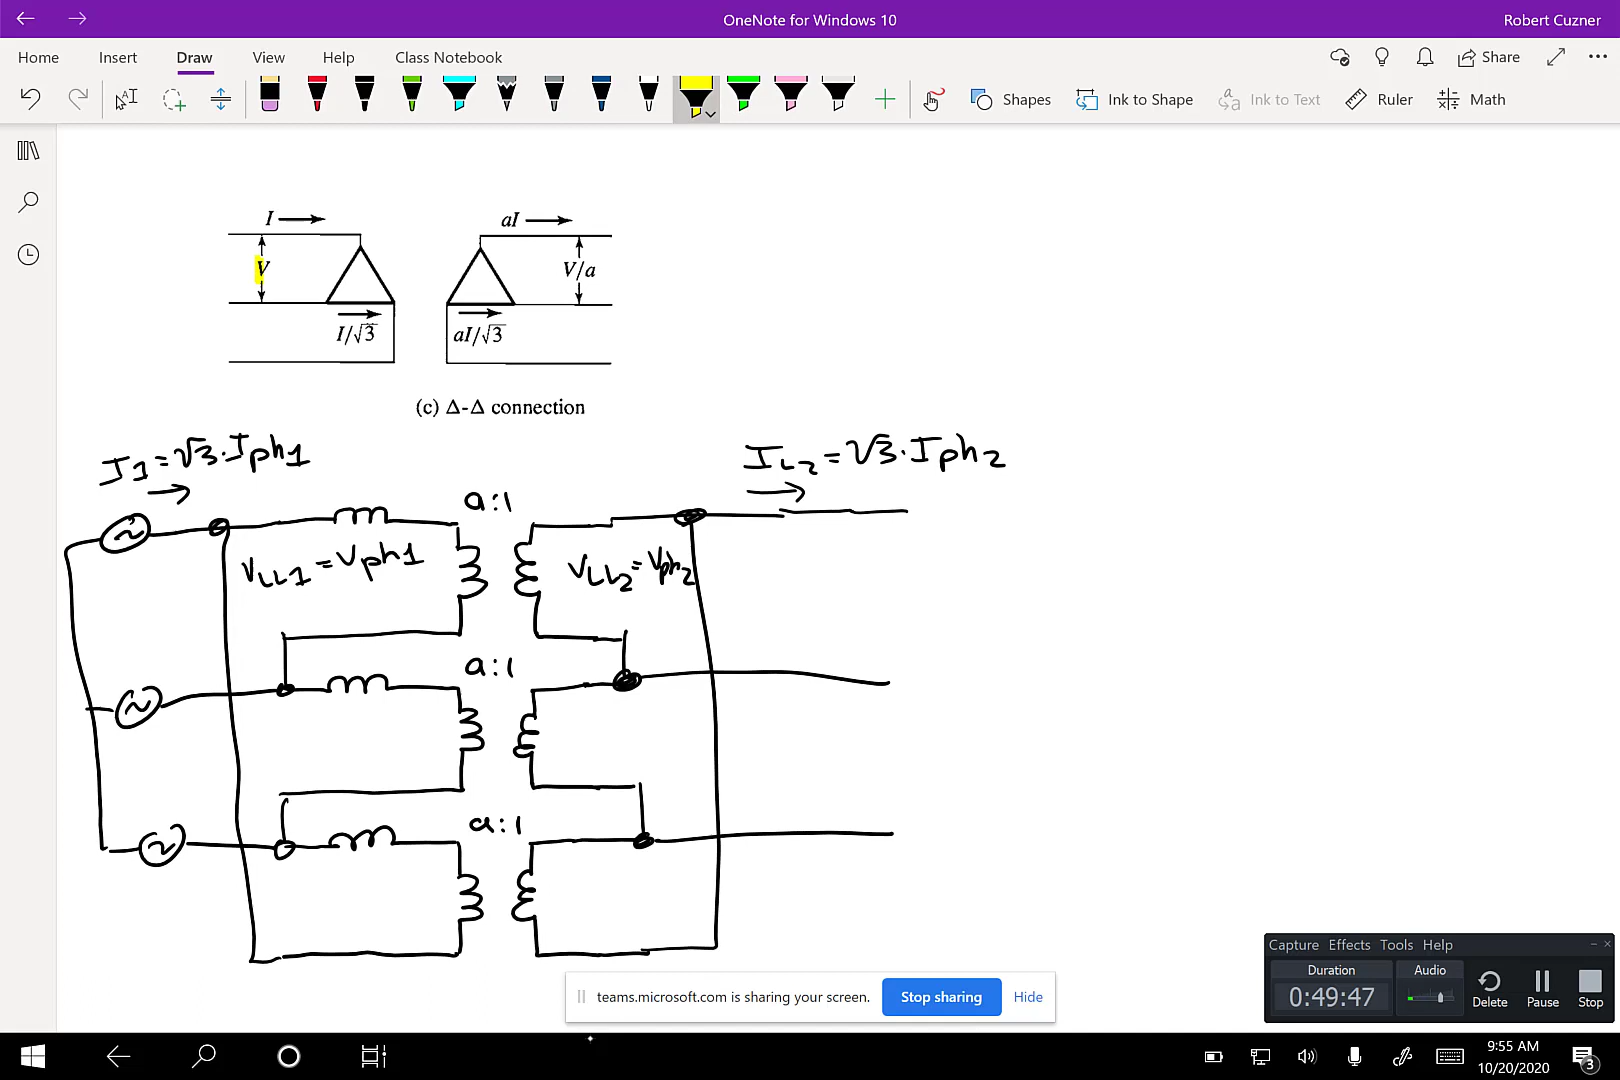 OneNote for Windows 10
Robert Cuzner
Home Insert Draw View Help Class Notebook
Share
Shapes Ink to Shape Ink to Text Ruler Math
I aI
V V/a
I/√3 aI/√3
(c) Δ-Δ connection
I1=√3·Iph1 IL2=√3·Iph2
a:1
VLL1=Vph1 VLL2=Vph2
a:1
a:1
Capture Effects Tools Help
Duration Audio
0:49:47 Delete Pause Stop
teams.microsoft.com is sharing your screen. Stop sharing Hide
9:55 AM
10/20/2020 3